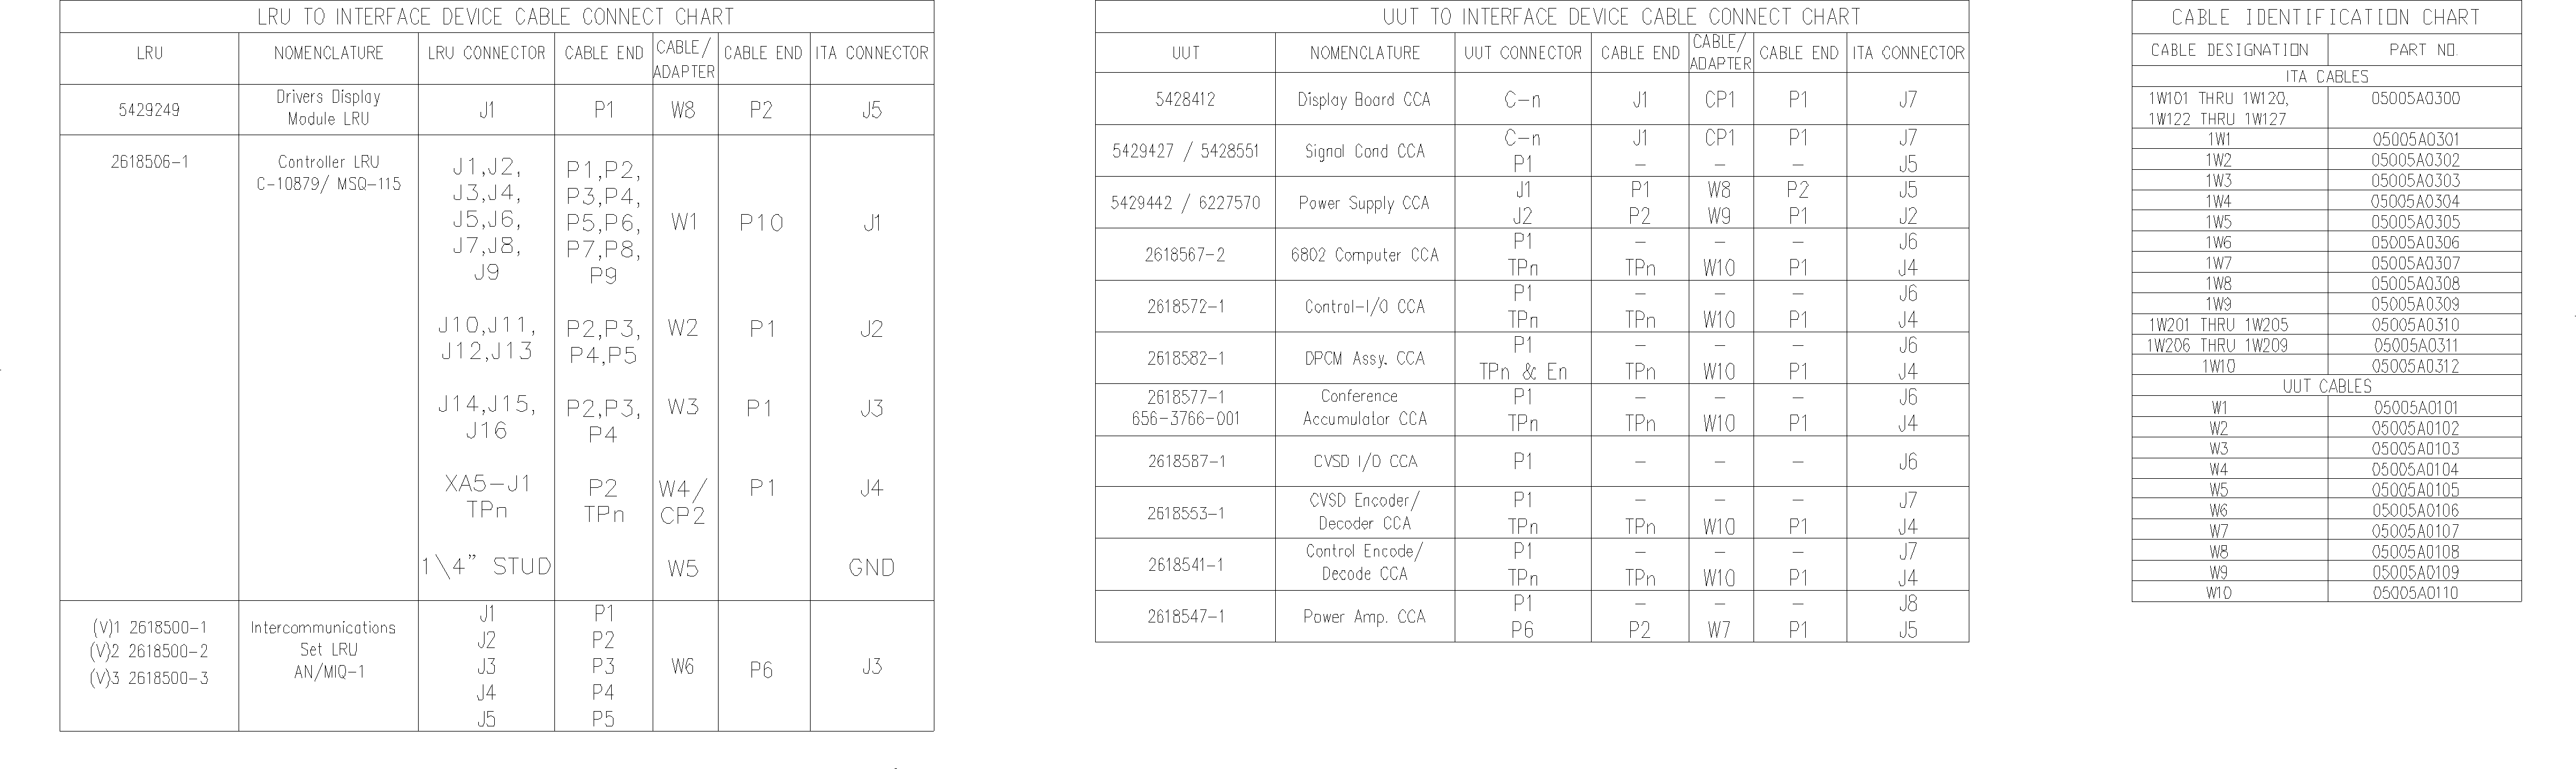 LRU TO INTERFACE DEVICE CABLE CONNECT CHART
LRU NOMENCLATURE LRU CONNECTOR CABLE END CABLE/ ADAPTER CABLE END ITA CONNECTOR
5429249 Drivers Display J1 P1 W8 P2 J5
Module LRU
2618506-1 Controller LRU
C-10879/ MSQ-115
J1,J2, P1,P2,
J3,J4, P3,P4,
J5,J6, P5,P6, W1 P10 J1
J7,J8, P7,P8,
J9 P9
J10,J11, P2,P3, W2 P1 J2
J12,J13 P4,P5
J14,J15, P2,P3, W3 P1 J3
J16 P4
XA5-J1 P2 W4/ P1 J4
TPn TPn CP2
1\4" STUD W5 GND
J1 P1
(V)1 2618500-1 Intercommunications J2 P2
(V)2 2618500-2 Set LRU J3 P3 W6 P6 J3
(V)3 2618500-3 AN/MIQ-1 J4 P4
J5 P5
UUT TO INTERFACE DEVICE CABLE CONNECT CHART
UUT NOMENCLATURE UUT CONNECTOR CABLE END CABLE/ ADAPTER CABLE END ITA CONNECTOR
5428412 Display Board CCA C-n J1 CP1 P1 J7
5429427 / 5428551 Signal Cond CCA C-n J1 CP1 P1 J7
P1 - - - J5
5429442 / 6227570 Power Supply CCA J1 P1 W8 P2 J5
J2 P2 W9 P1 J2
2618567-2 6802 Computer CCA P1 - - - J6
TPn TPn W10 P1 J4
2618572-1 Control-I/O CCA P1 - - - J6
TPn TPn W10 P1 J4
2618582-1 DPCM Assy. CCA P1 - - - J6
TPn & En TPn W10 P1 J4
2618577-1 Conference P1 - - - J6
656-3766-001 Accumulator CCA TPn TPn W10 P1 J4
2618587-1 CVSD I/O CCA P1 - - - J6
CVSD Encoder/ P1 - - - J7
2618553-1 Decoder CCA TPn TPn W10 P1 J4
Control Encode/ P1 - - - J7
2618541-1 Decode CCA TPn TPn W10 P1 J4
2618547-1 Power Amp. CCA P1 - - - J8
P6 P2 W7 P1 J5
CABLE IDENTIFICATION CHART
CABLE DESIGNATION PART NO.
ITA CABLES
1W101 THRU 1W120, 05005A0300
1W122 THRU 1W127
1W1 05005A0301
1W2 05005A0302
1W3 05005A0303
1W4 05005A0304
1W5 05005A0305
1W6 05005A0306
1W7 05005A0307
1W8 05005A0308
1W9 05005A0309
1W201 THRU 1W205 05005A0310
1W206 THRU 1W209 05005A0311
1W10 05005A0312
UUT CABLES
W1 05005A0101
W2 05005A0102
W3 05005A0103
W4 05005A0104
W5 05005A0105
W6 05005A0106
W7 05005A0107
W8 05005A0108
W9 05005A0109
W10 05005A0110